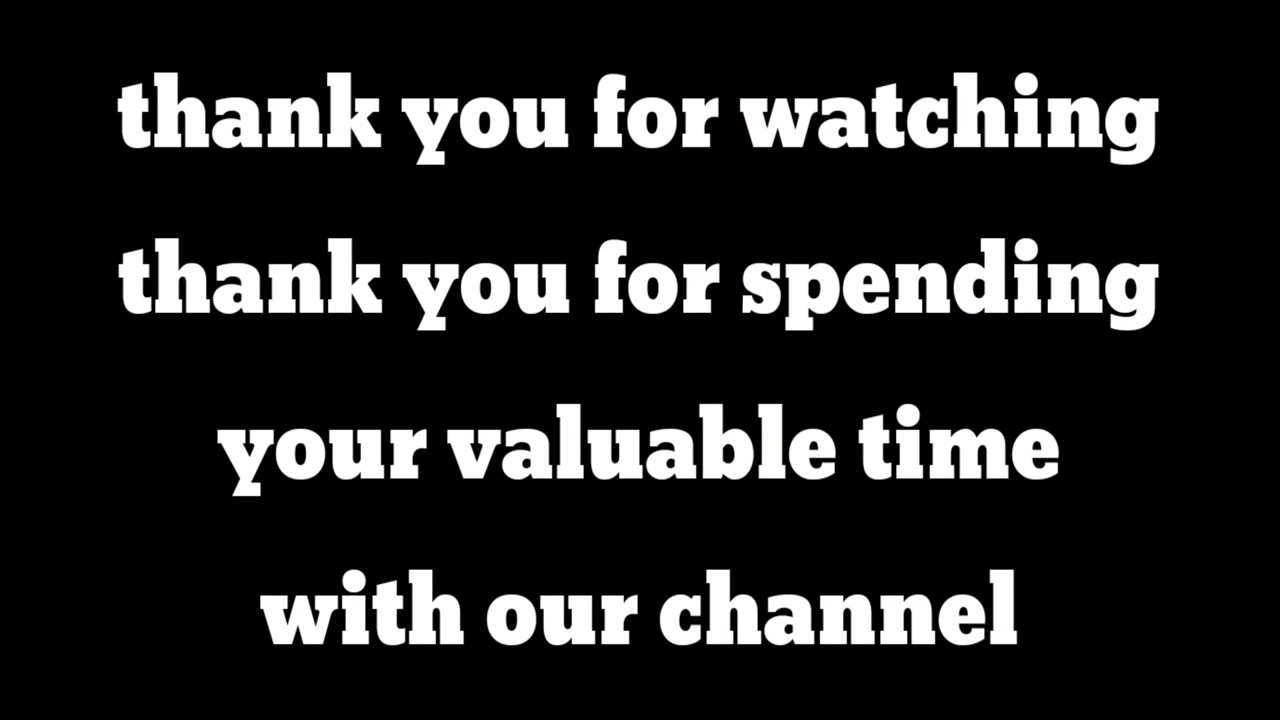 thank you for watching
thank you for spending
your valuable time
with our channel